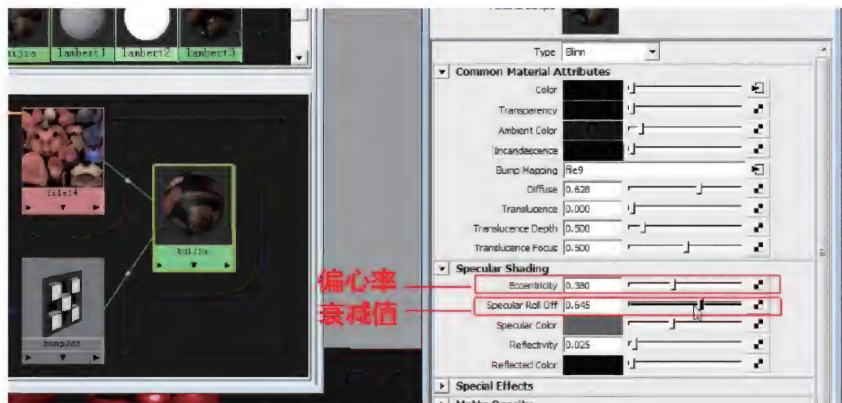 lambert1
lambert2
lambert3
file14
bump2d3
Type Blinn
Common Material Attributes
Color
Transparency
Ambient Color
Incandescence
Bump Mapping file9
Diffuse 0.628
Translucence 0.000
Translucence Depth 0.500
Translucence Focus 0.500
Specular Shading
偏心率
Eccentricity 0.380
衰减值
Specular Roll Off 0.645
Specular Color
Reflectivity 0.025
Reflected Color
Special Effects